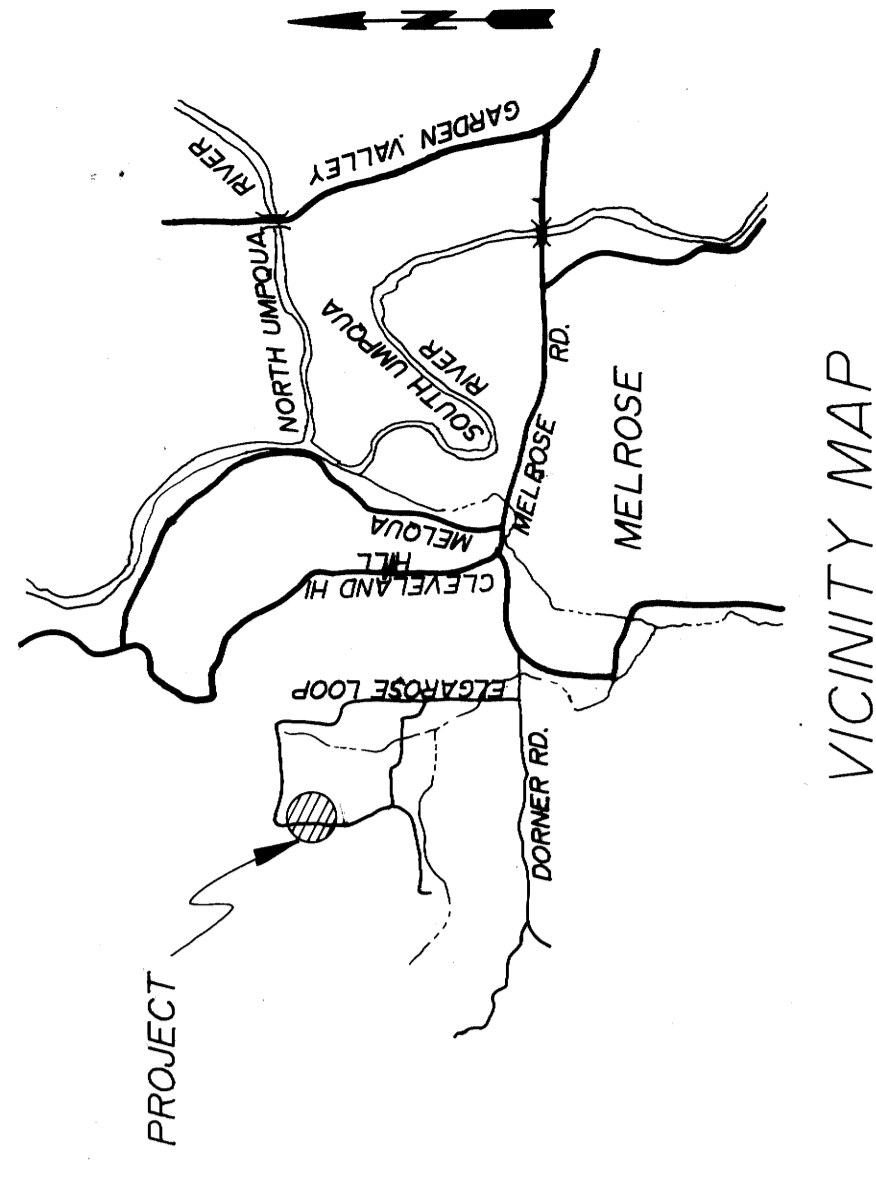 N
GARDEN VALLEY
RIVER
NORTH UMPQUA
SOUTH UMPQUA
RIVER
MELROSE RD.
MELROSE
MELQUA
HILL
CLEVELAND HI
ELGAROSE LOOP
DORNER RD.
PROJECT
VICINITY MAP